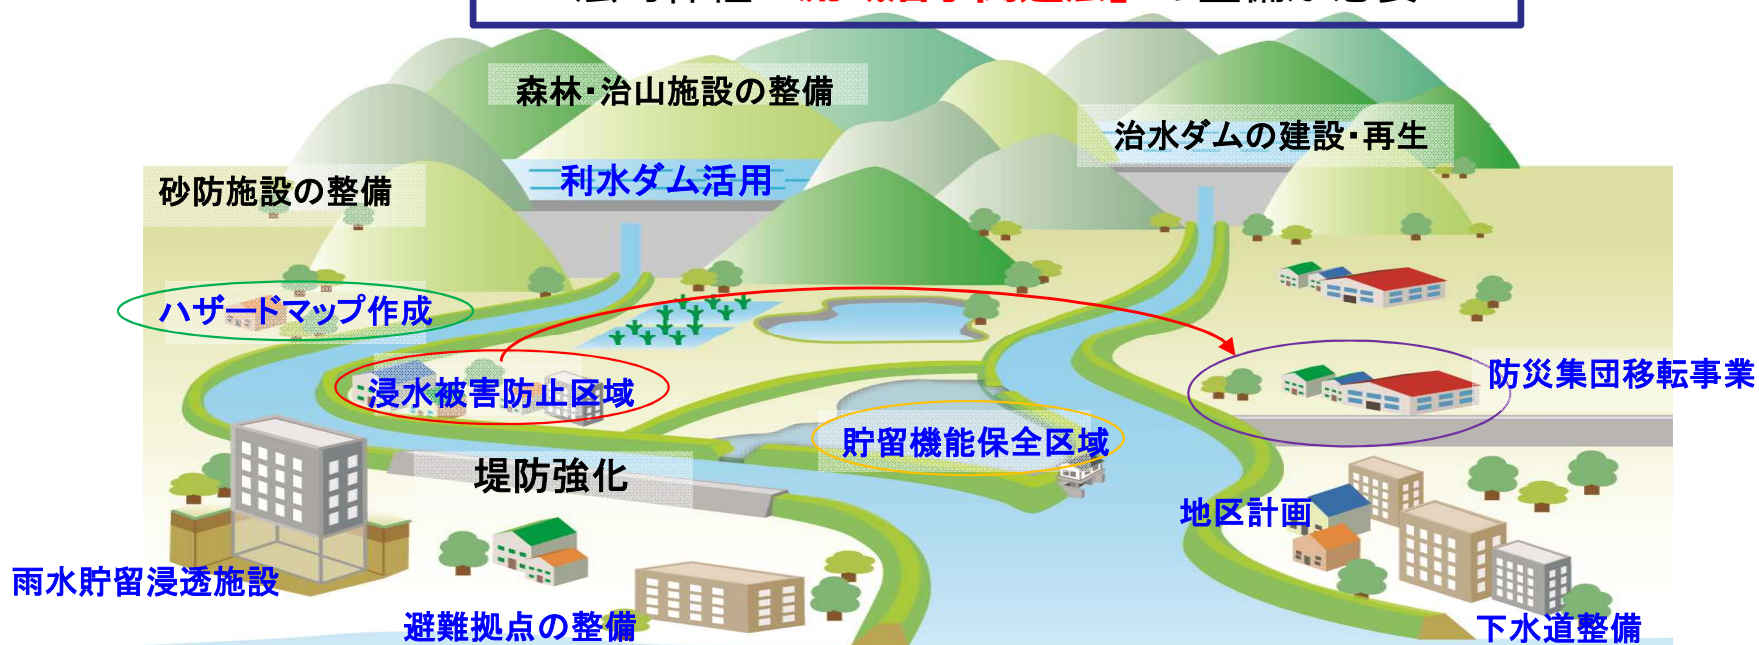 森林・治山施設の整備
治水ダムの建設・再生
利水ダム活用
砂防施設の整備
ハザードマップ作成
浸水被害防止区域
防災集団移転事業
貯留機能保全区域
堤防強化
地区計画
雨水貯留浸透施設
避難拠点の整備
下水道整備